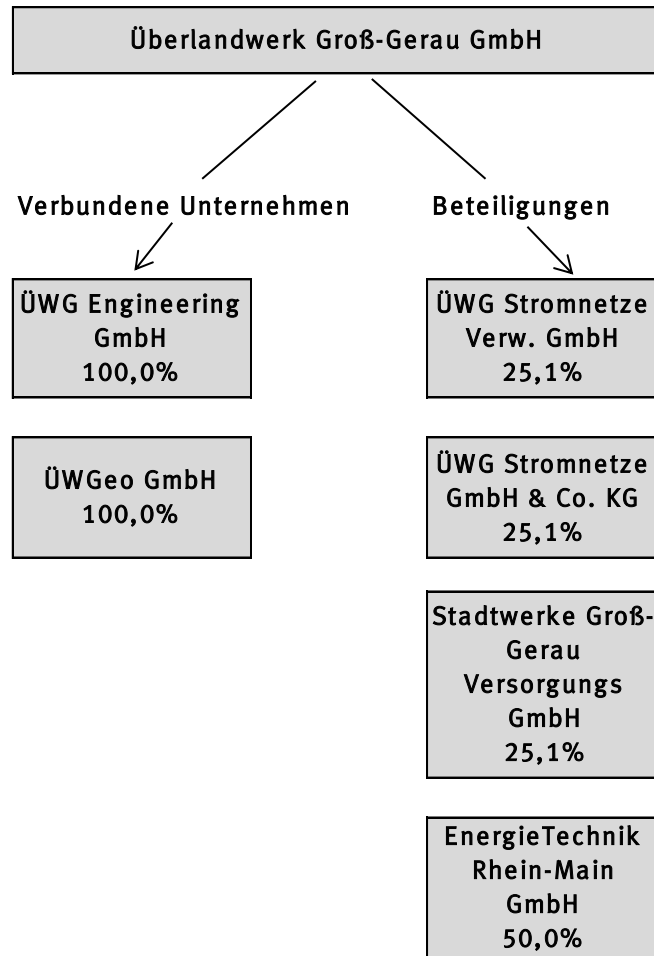 Überlandwerk Groß-Gerau GmbH
Verbundene Unternehmen
Beteiligungen
ÜWG Engineering
GmbH
100,0%
ÜWGeo GmbH
100,0%
ÜWG Stromnetze
Verw. GmbH
25,1%
ÜWG Stromnetze
GmbH & Co. KG
25,1%
Stadtwerke Groß-
Gerau
Versorgungs
GmbH
25,1%
EnergieTechnik
Rhein-Main
GmbH
50,0%